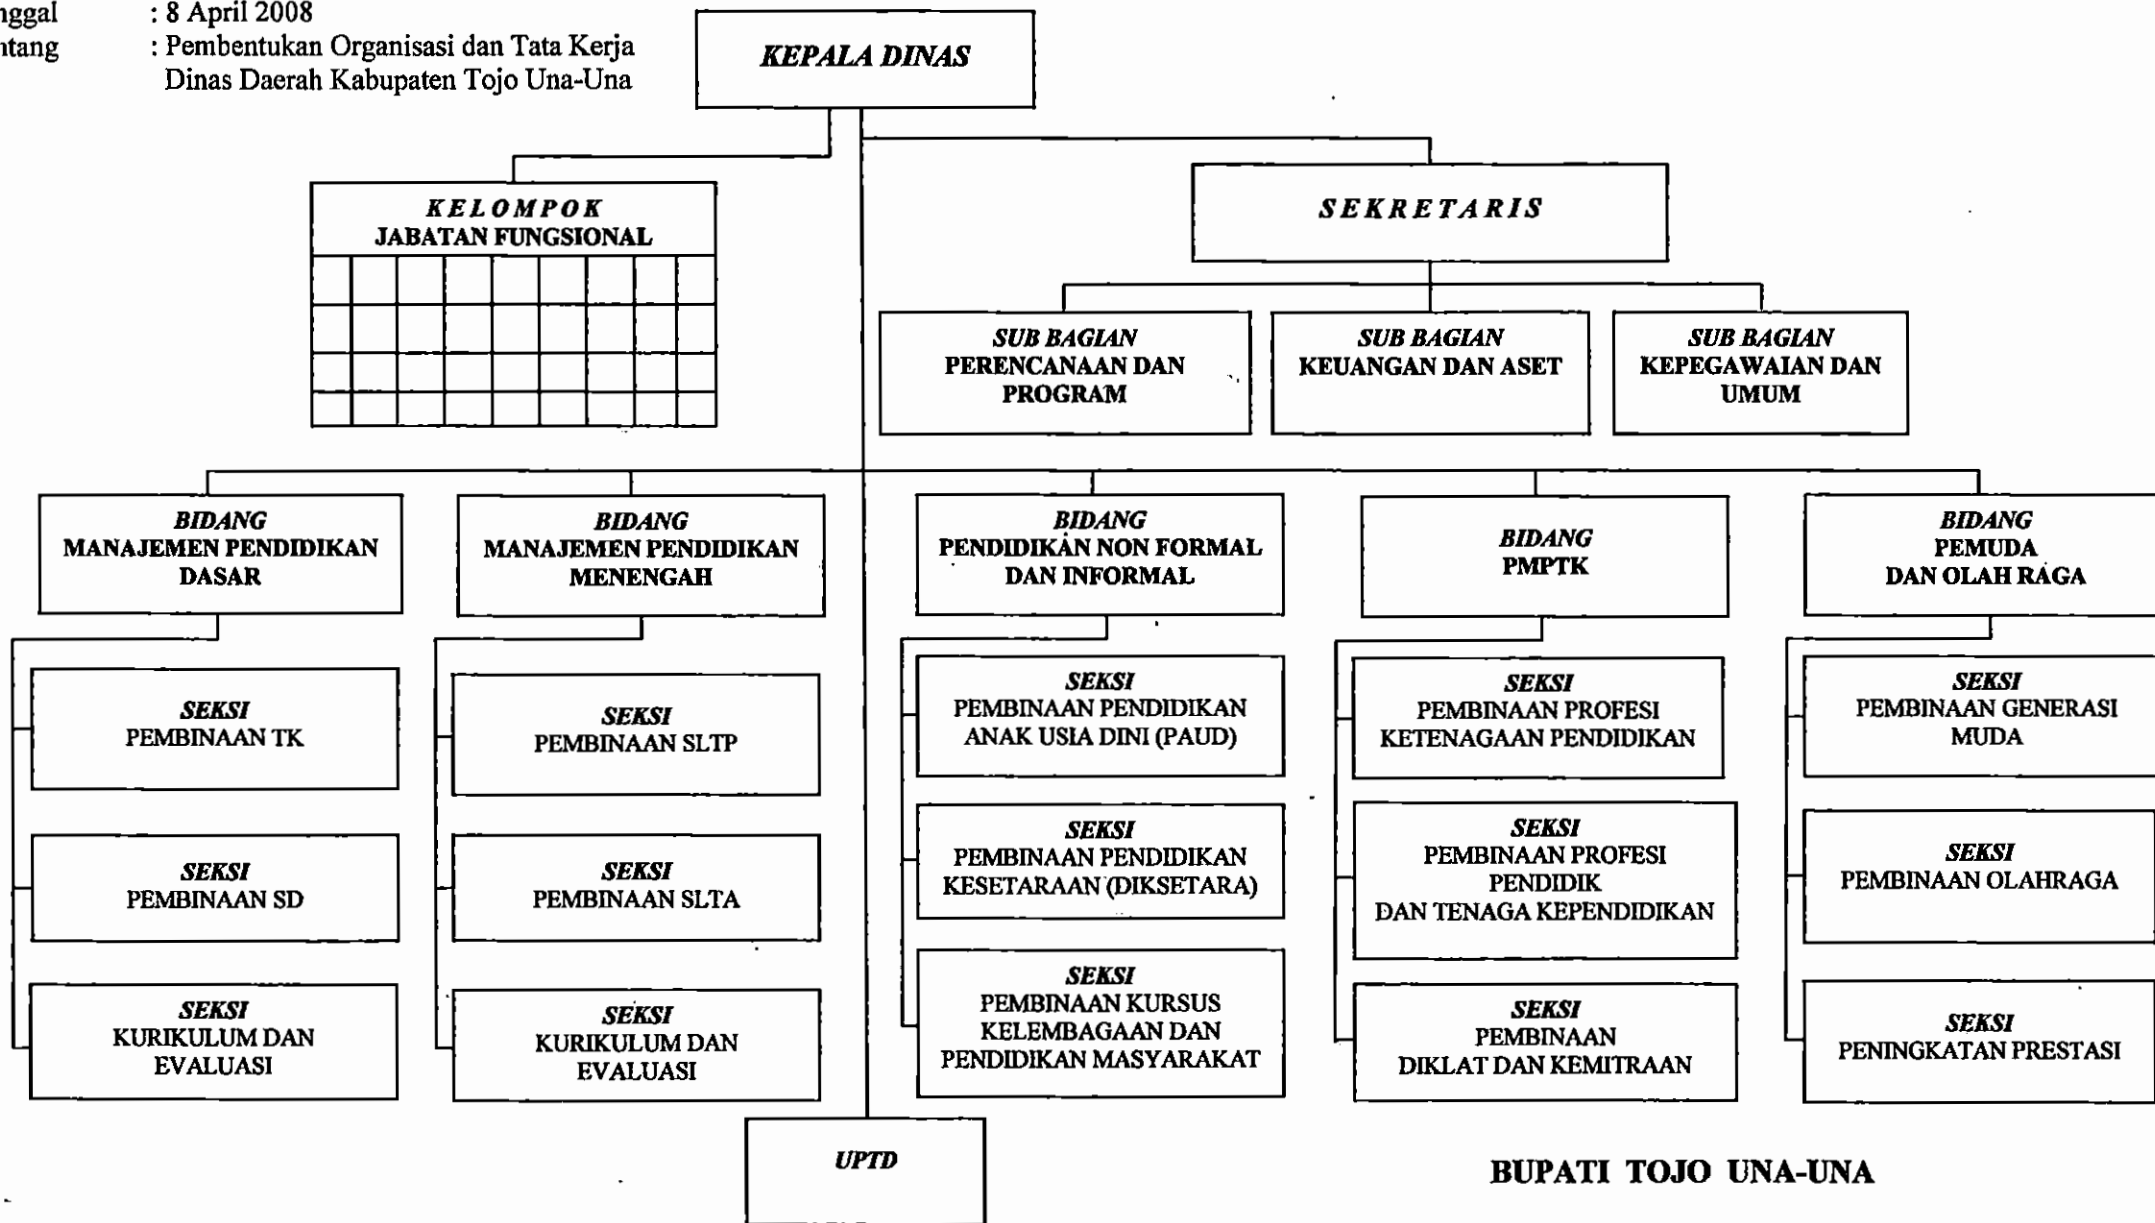 nggal : 8 April 2008
ntang : Pembentukan Organisasi dan Tata Kerja
Dinas Daerah Kabupaten Tojo Una-Una
KEPALA DINAS
KELOMPOK
JABATAN FUNGSIONAL
SEKRETARIS
SUB BAGIAN
PERENCANAAN DAN
PROGRAM
SUB BAGIAN
KEUANGAN DAN ASET
SUB BAGIAN
KEPEGAWAIAN DAN
UMUM
BIDANG
MANAJEMEN PENDIDIKAN
DASAR
BIDANG
MANAJEMEN PENDIDIKAN
MENENGAH
BIDANG
PENDIDIKAN NON FORMAL
DAN INFORMAL
BIDANG
PMPTK
BIDANG
PEMUDA
DAN OLAH RAGA
SEKSI
PEMBINAAN TK
SEKSI
PEMBINAAN SD
SEKSI
KURIKULUM DAN
EVALUASI
SEKSI
PEMBINAAN SLTP
SEKSI
PEMBINAAN SLTA
SEKSI
KURIKULUM DAN
EVALUASI
SEKSI
PEMBINAAN PENDIDIKAN
ANAK USIA DINI (PAUD)
SEKSI
PEMBINAAN PENDIDIKAN
KESETARAAN (DIKSETARA)
SEKSI
PEMBINAAN KURSUS
KELEMBAGAAN DAN
PENDIDIKAN MASYARAKAT
SEKSI
PEMBINAAN PROFESI
KETENAGAAN PENDIDIKAN
SEKSI
PEMBINAAN PROFESI
PENDIDIK
DAN TENAGA KEPENDIDIKAN
SEKSI
PEMBINAAN
DIKLAT DAN KEMITRAAN
SEKSI
PEMBINAAN GENERASI
MUDA
SEKSI
PEMBINAAN OLAHRAGA
SEKSI
PENINGKATAN PRESTASI
UPTD
BUPATI TOJO UNA-UNA